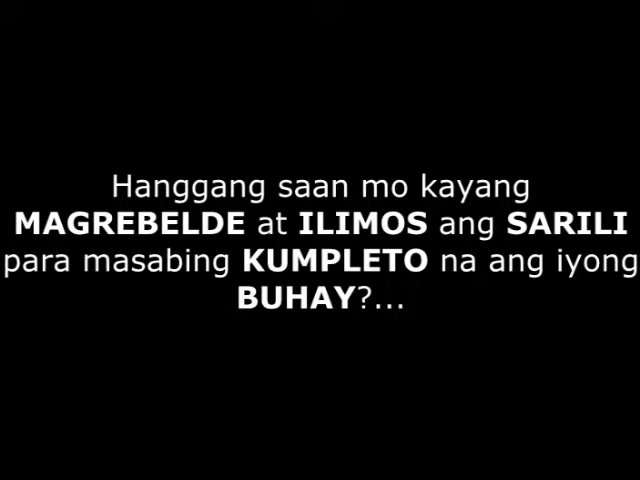 Hanggang saan mo kayang
MAGREBELDE at ILIMOS ang SARILI
para masabing KUMPLETO na ang iyong
BUHAY?...